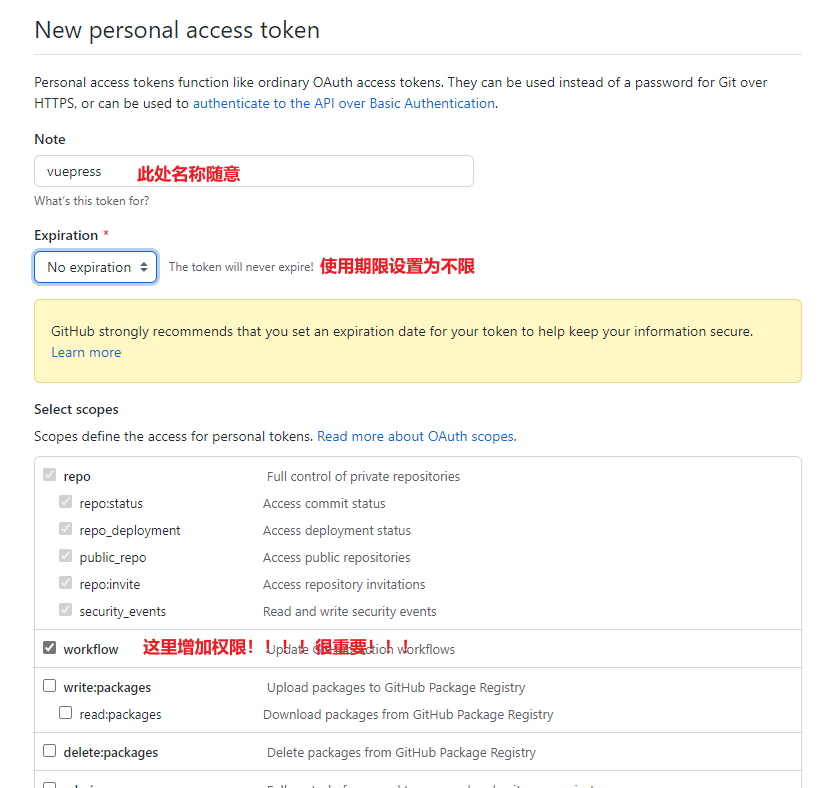 New personal access token
Personal access tokens function like ordinary OAuth access tokens. They can be used instead of a password for Git over
HTTPS, or can be used to authenticate to the API over Basic Authentication.
Note
vuepress 此处名称随意
What's this token for?
Expiration *
No expiration The token will never expire! 使用期限设置为不限
GitHub strongly recommends that you set an expiration date for your token to help keep your information secure.
Learn more
Select scopes
Scopes define the access for personal tokens. Read more about OAuth scopes.
repo Full control of private repositories
repo:status Access commit status
repo_deployment Access deployment status
public_repo Access public repositories
repo:invite Access repository invitations
security_events Read and write security events
workflow 这里增加权限！！！！很重要！！！
Update workflows
write:packages Upload packages to GitHub Package Registry
read:packages Download packages from GitHub Package Registry
delete:packages Delete packages from GitHub Package Registry